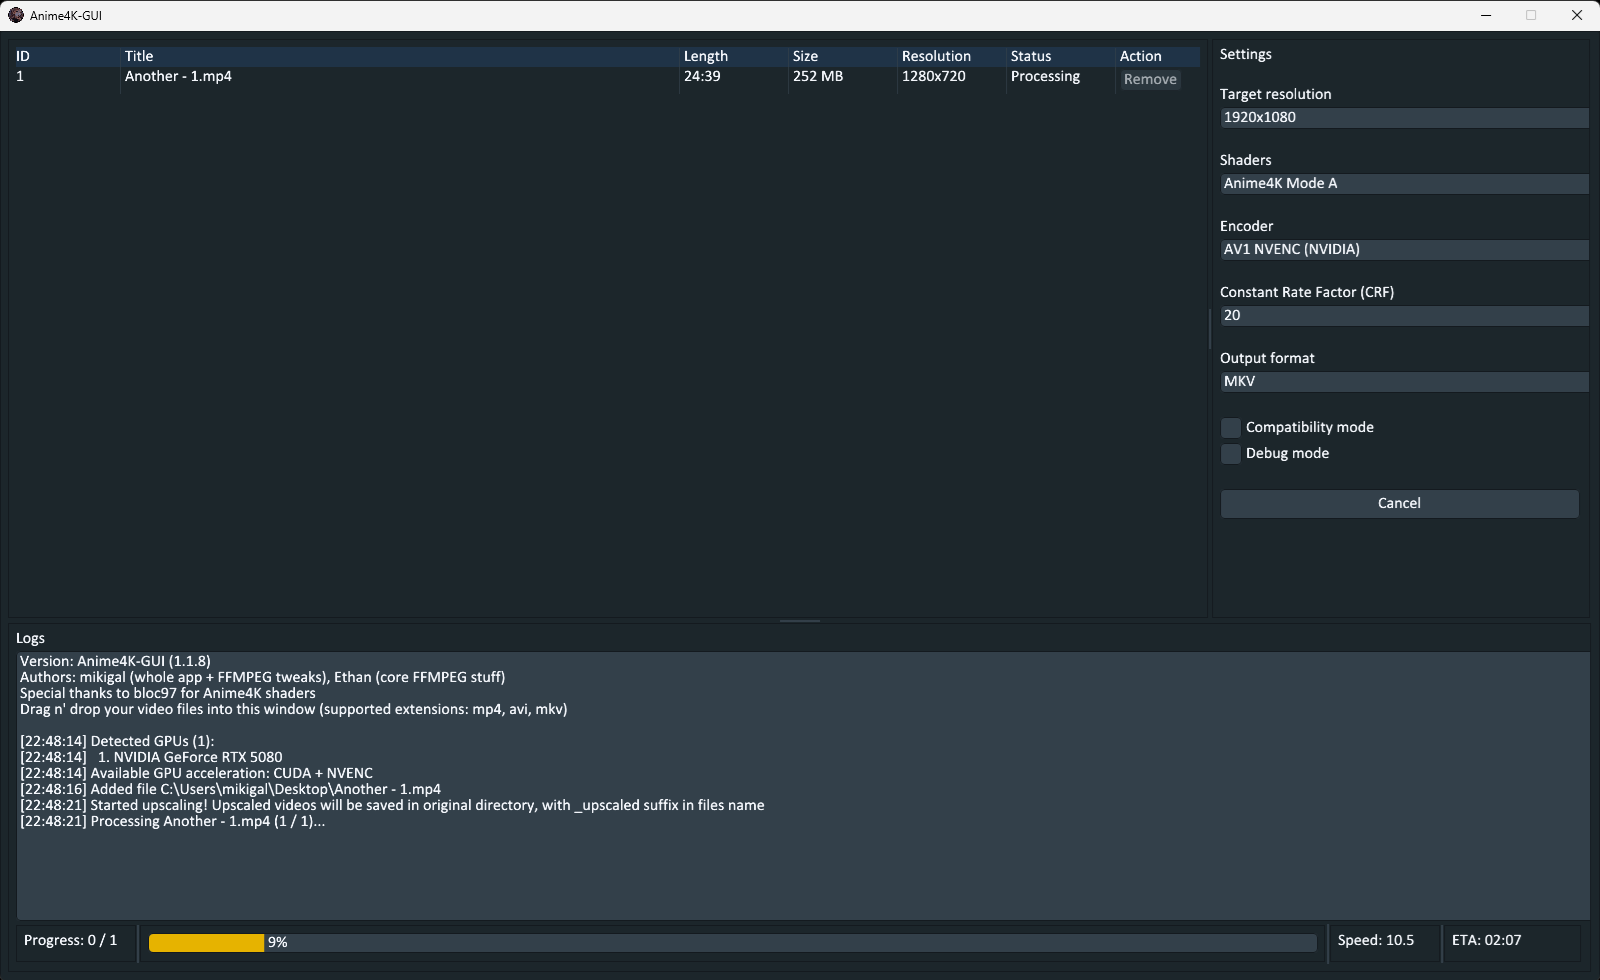 Anime4K-GUI
ID Title Length Size Resolution Status Action
1 Another - 1.mp4 24:39 252 MB 1280x720 Processing Remove
Settings
Target resolution
1920x1080
Shaders
Anime4K Mode A
Encoder
AV1 NVENC (NVIDIA)
Constant Rate Factor (CRF)
20
Output format
MKV
Compatibility mode
Debug mode
Cancel
Logs
Version: Anime4K-GUI (1.1.8)
Authors: mikigal (whole app + FFMPEG tweaks), Ethan (core FFMPEG stuff)
Special thanks to bloc97 for Anime4K shaders
Drag n' drop your video files into this window (supported extensions: mp4, avi, mkv)
[22:48:14] Detected GPUs (1):
[22:48:14] 1. NVIDIA GeForce RTX 5080
[22:48:14] Available GPU acceleration: CUDA + NVENC
[22:48:16] Added file C:\Users\mikigal\Desktop\Another - 1.mp4
[22:48:21] Started upscaling! Upscaled videos will be saved in original directory, with _upscaled suffix in files name
[22:48:21] Processing Another - 1.mp4 (1 / 1)...
Progress: 0 / 1 9% Speed: 10.5 ETA: 02:07